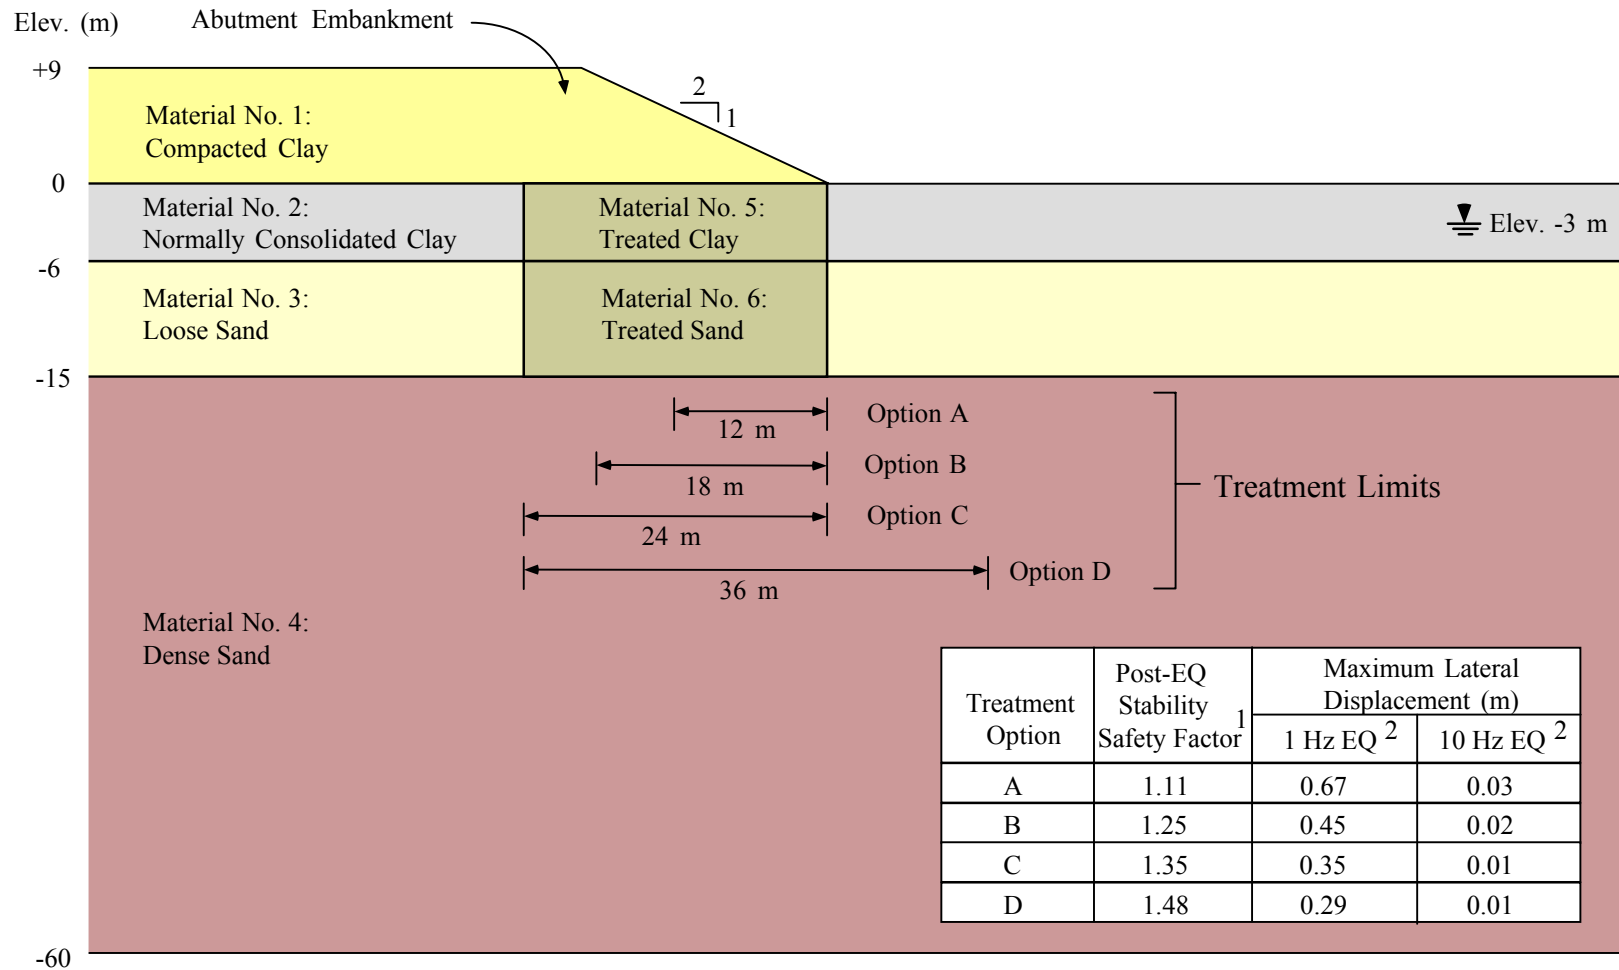 Elev. (m)
Abutment Embankment
+9
2
1
Material No. 1:
Compacted Clay
0
Material No. 2:
Normally Consolidated Clay
Material No. 5:
Treated Clay
Elev. -3 m
-6
Material No. 3:
Loose Sand
Material No. 6:
Treated Sand
-15
12 m
Option A
18 m
Option B
24 m
Option C
36 m
Option D
Treatment Limits
Material No. 4:
Dense Sand
Treatment
Option
Post-EQ
Stability
Safety Factor 1
Maximum Lateral
Displacement (m)
1 Hz EQ 2
10 Hz EQ 2
A 1.11 0.67 0.03
B 1.25 0.45 0.02
C 1.35 0.35 0.01
D 1.48 0.29 0.01
-60